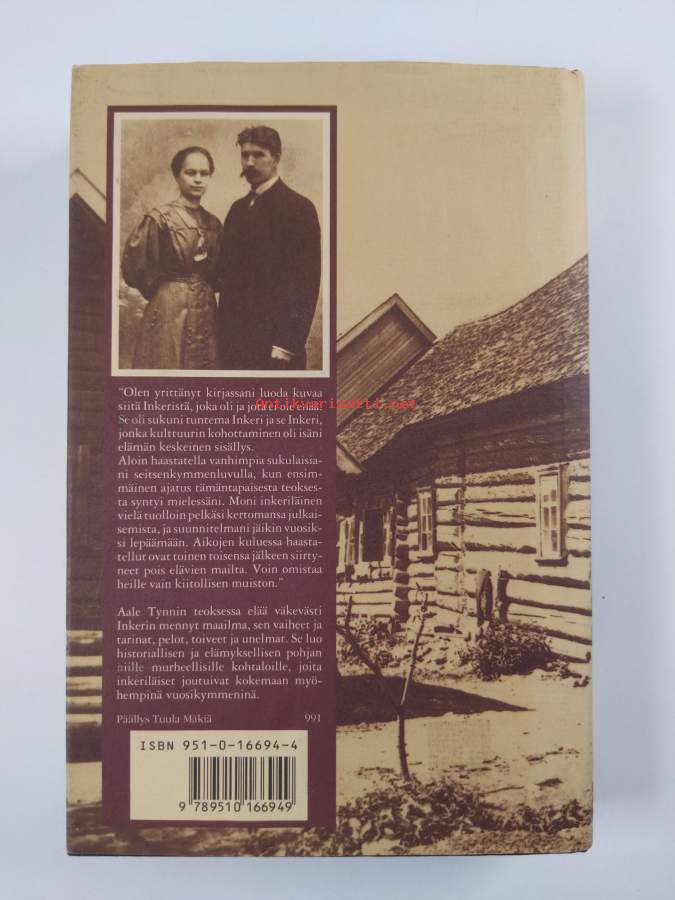 "Olen yrittänyt kirjassani luoda kuvaa
siitä Inkeristä, joka oli ja jota ei ole enää.
Antikvariaatti.net
Se oli sukuni tuntema Inkeri ja se Inkeri,
jonka kulttuurin kohottaminen oli isäni
elämän keskeinen sisällys.
Aloin haastatella vanhimpia sukulaisia-
ni seitsenkymmenluvulla, kun ensim-
mäinen ajatus tämäntapaisesta teokses-
ta syntyi mielessäni. Moni inkeriläinen
vielä tuolloin pelkäsi kertomansa julkai-
semista, ja suunnitelmani jäikin vuosik-
si lepäämään. Aikojen kuluessa haasta-
tellut ovat toinen toisensa jälkeen siirty-
neet pois elävien mailta. Voin omistaa
heille vain kiitollisen muiston."
Aale Tynnin teoksessa elää väkevästi
Inkerin mennyt maailma, sen vaiheet ja
tarinat, pelot, toiveet ja unelmat. Se luo
historiallisen ja elämyksellisen pohjan
niille murheellisille kohtaloille, joita
inkeriläiset joutuivat kokemaan myö-
hempinä vuosikymmeninä.
Päällys Tuula Mäkiä 991
ISBN 951-0-16694-4
9 789510 166949